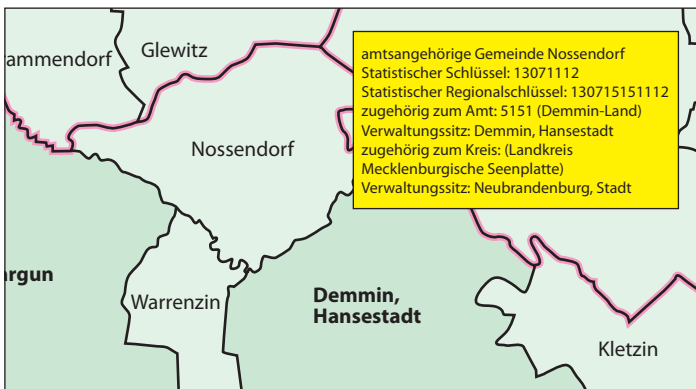 rammendorf
Glewitz
amtsangehörige Gemeinde Nossendorf
Statistischer Schlüssel: 13071112
Statistischer Regionalschlüssel: 130715151112
zugehörig zum Amt: 5151 (Demmin-Land)
Verwaltungssitz: Demmin, Hansestadt
zugehörig zum Kreis: (Landkreis
Mecklenburgische Seenplatte)
Verwaltungssitz: Neubrandenburg, Stadt
Nossendorf
argun
Warrenzin
Demmin,
Hansestadt
Kletzin